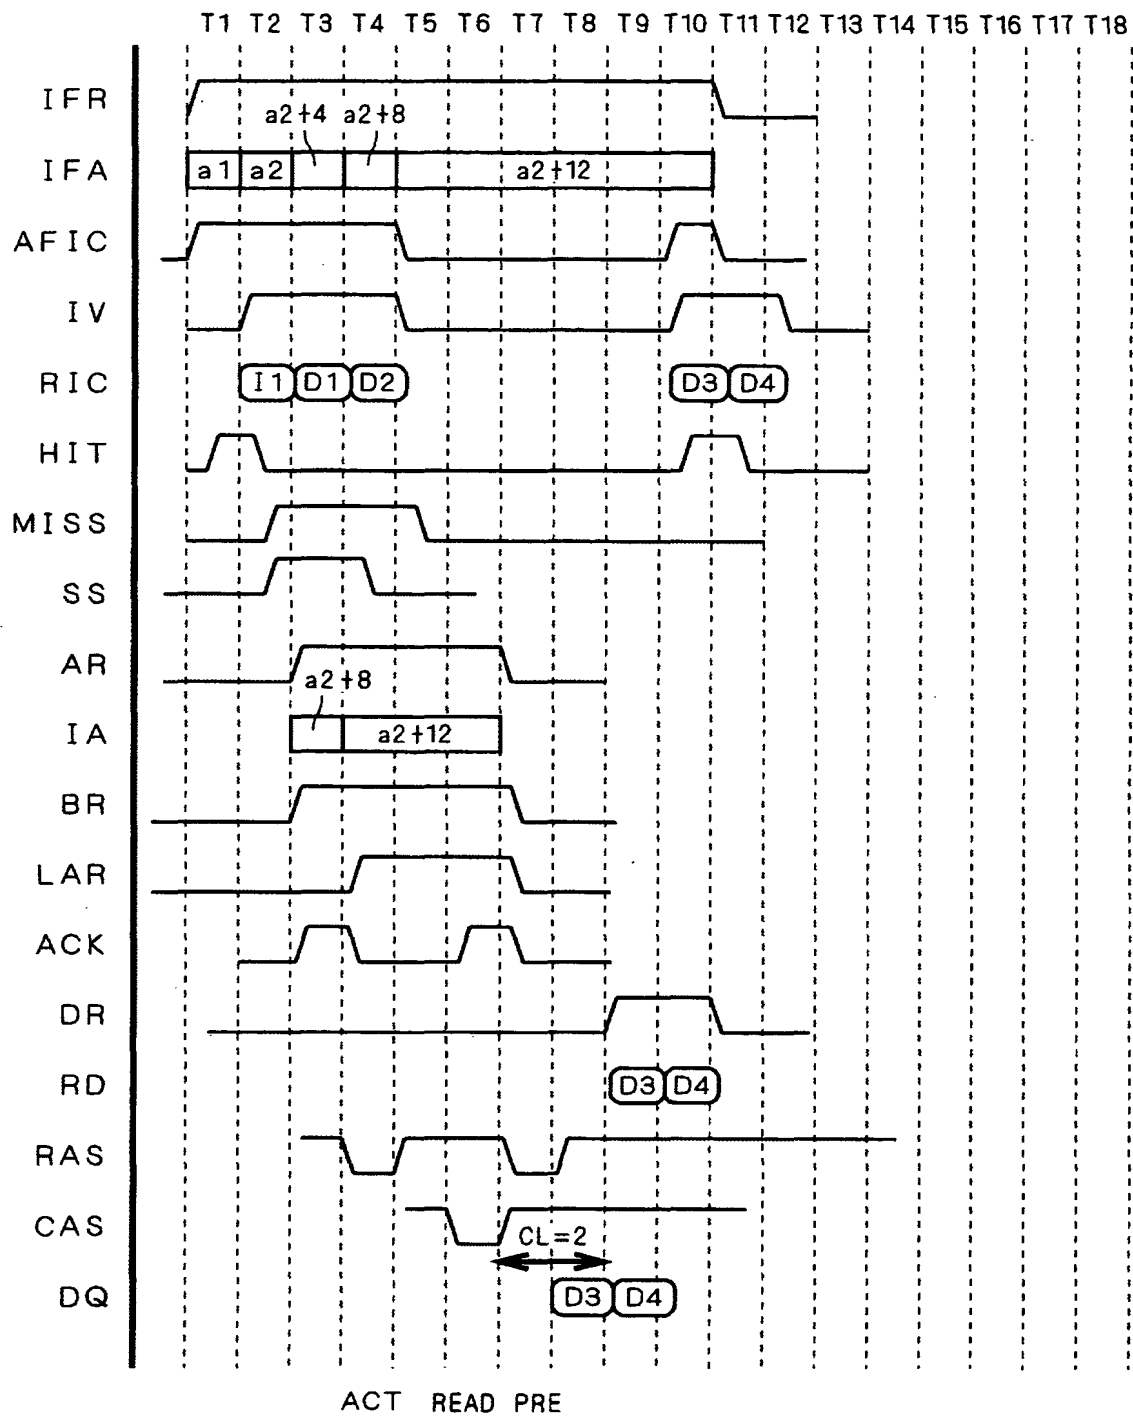 T1 T2 T3 T4 T5 T6 T7 T8 T9 T10 T11 T12 T13 T14 T15 T16 T17 T18
IFR
a2+4 a2+8
IFA a1 a2 a2+12
AFIC
IV
RIC I1 D1 D2 D3 D4
HIT
MISS
SS
AR
a2+8
IA a2+12
BR
LAR
ACK
DR
RD D3 D4
RAS
CAS
CL=2
DQ D3 D4
ACT READ PRE